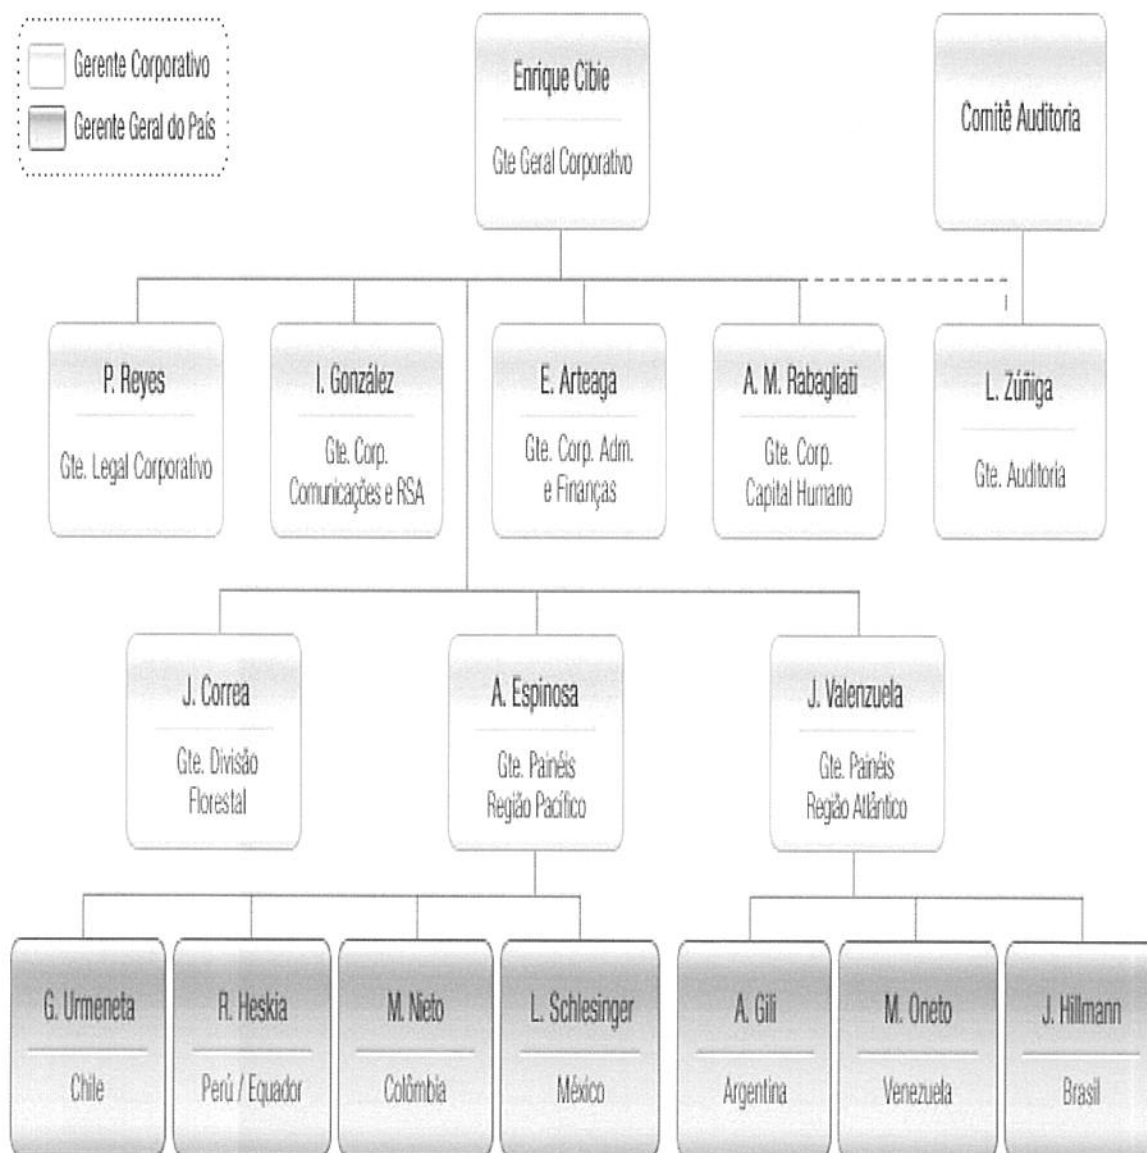 Gerente Corporativo
Gerente Geral do País
Enrique Cibie
Gte Geral Corporativo
Comitê Auditoria
P. Reyes
Gte. Legal Corporativo
I. González
Gte. Corp.
Comunicações e RSA
E. Arteaga
Gte. Corp. Adm.
e Finanças
A. M. Rabagliati
Gte. Corp.
Capital Humano
L. Zúñiga
Gte. Auditoria
J. Correa
Gte. Divisão
Florestal
A. Espinosa
Gte. Painéis
Região Pacífico
J. Valenzuela
Gte. Painéis
Região Atlântico
G. Urmeneta
Chile
R. Heskia
Perú / Equador
M. Nieto
Colômbia
L. Schlesinger
México
A. Gili
Argentina
M. Oneto
Venezuela
J. Hillmann
Brasil